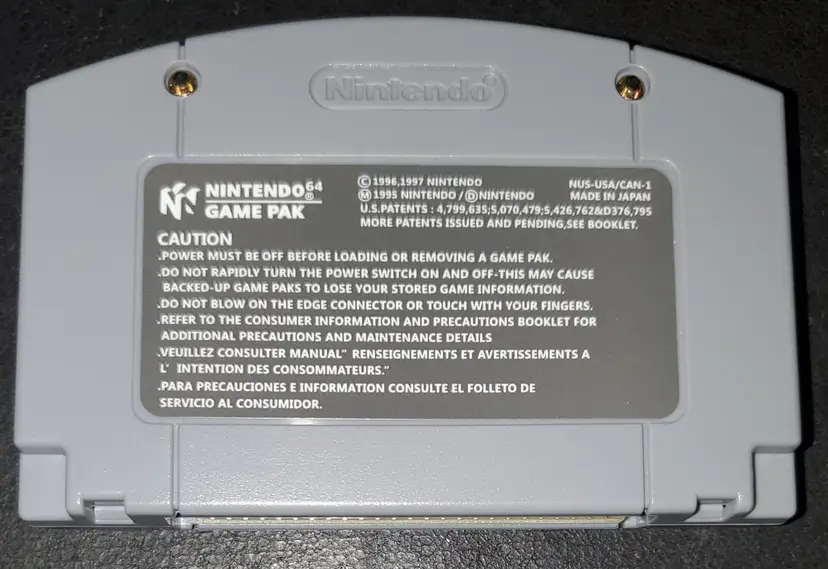 Nintendo®
NINTENDO⁶⁴®
GAME PAK
Ⓒ1996,1997 NINTENDO
Ⓜ1995 NINTENDO / ⒹNINTENDO
NUS-USA/CAN-1
MADE IN JAPAN
U.S.PATENTS : 4,799,635;5,070,479;5,426,762&D376,795
MORE PATENTS ISSUED AND PENDING,SEE BOOKLET.
CAUTION
.POWER MUST BE OFF BEFORE LOADING OR REMOVING A GAME PAK.
.DO NOT RAPIDLY TURN THE POWER SWITCH ON AND OFF-THIS MAY CAUSE
BACKED-UP GAME PAKS TO LOSE YOUR STORED GAME INFORMATION.
.DO NOT BLOW ON THE EDGE CONNECTOR OR TOUCH WITH YOUR FINGERS.
.REFER TO THE CONSUMER INFORMATION AND PRECAUTIONS BOOKLET FOR
ADDITIONAL PRECAUTIONS AND MAINTENANCE DETAILS
.VEUILLEZ CONSULTER MANUAL" RENSEIGNEMENTS ET AVERTISSEMENTS A
L' INTENTION DES CONSOMMATEURS."
.PARA PRECAUCIONES E INFORMATION CONSULTE EL FOLLETO DE
SERVICIO AL CONSUMIDOR.